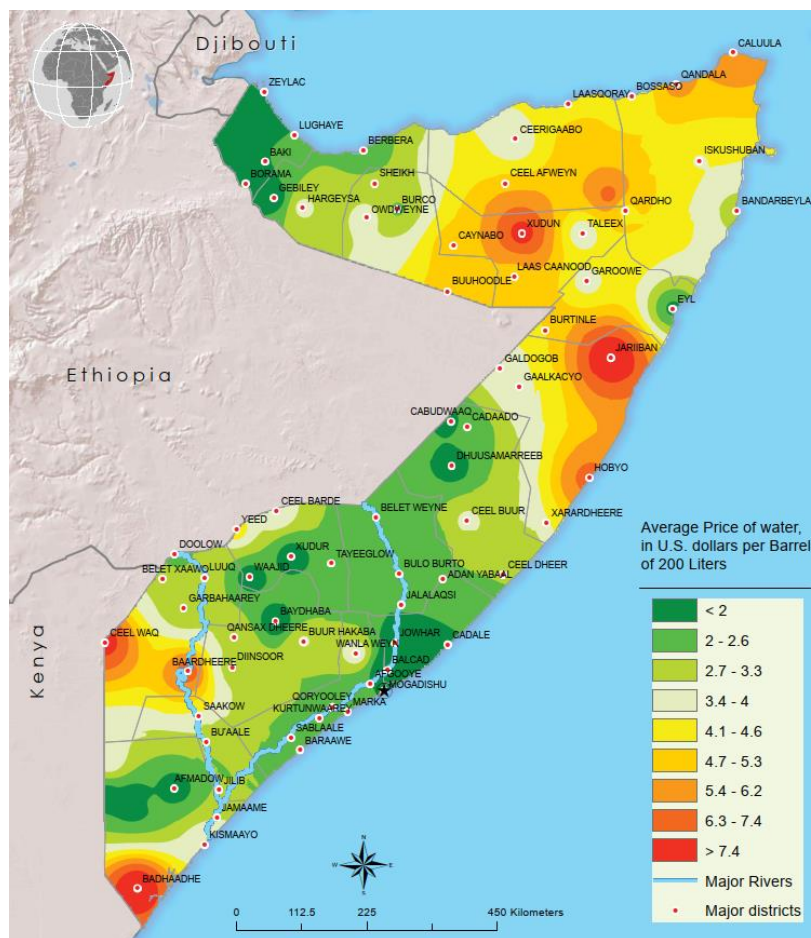 Djibouti
CALUULA
QANDALA
ZEYLAC
BOSSASO
LAASQORAY
LUGHAYE
CEERIGAABO
BERBERA
BAKI
ISKUSHUBAN
BORAMA
SHEIKH
CEEL AFWEYN
GEBILEY
HARGEYSA
BURCO
OWDWEYNE
QARDHO
BANDARBEYLA
XUDUN
TALEEX
CAYNABO
LAAS CAANOOD
GAROOWE
BUUHOODLE
EYL
BURTINLE
JARIIBAN
GALDOGOB
Ethiopia
GAALKACYO
CABUDWAAQ
CADAADO
DHUUSAMARREEB
HOBYO
CEEL BARDE
BELET WEYNE
CEEL BUUR
XARARDHEERE
YEED
DOOLOW
XUDUR
TAYEEGLOW
BELET XAAWO
LUUQ
WAAJID
BULO BURTO
ADAN YABAAL
CEEL DHEER
GARBAHAAREY
JALALAQSI
BAYDHABA
QANSAX DHEERE
BUUR HAKABA
JOWHAR
CADALE
CEEL WAQ
WANLA WEYN
Kenya
BAARDHEERE
DIINSOOR
BALCAD
AFGOOYE
MOGADISHU
QORYOOLEY
MARKA
KURTUNWAAREY
SAAKOW
SABLAALE
BU'AALE
BARAAWE
AFMADOW
JILIB
JAMAAME
KISMAAYO
BADHAADHE
N
W
E
S
0 112.5 225 450 Kilometers
Average Price of water,
in U.S. dollars per Barrel
of 200 Liters
< 2
2 - 2.6
2.7 - 3.3
3.4 - 4
4.1 - 4.6
4.7 - 5.3
5.4 - 6.2
6.3 - 7.4
> 7.4
Major Rivers
Major districts